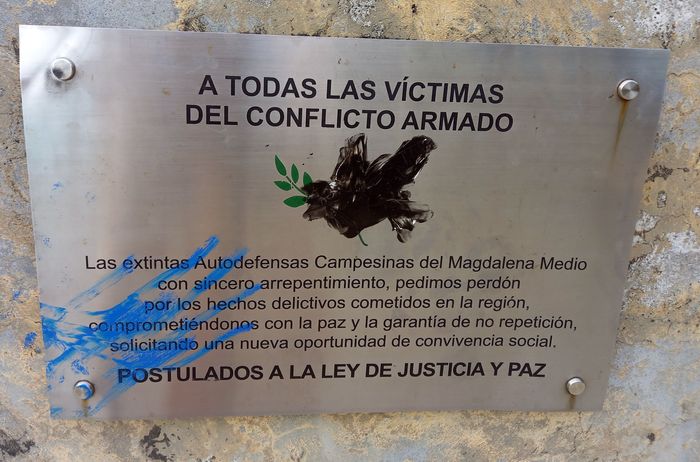 A TODAS LAS VÍCTIMAS
DEL CONFLICTO ARMADO
Las extintas Autodefensas Campesinas del Magdalena Medio
con sincero arrepentimiento, pedimos perdón
por los hechos delictivos cometidos en la región,
comprometiéndonos con la paz y la garantía de no repetición,
solicitando una nueva oportunidad de convivencia social.
POSTULADOS A LA LEY DE JUSTICIA Y PAZ